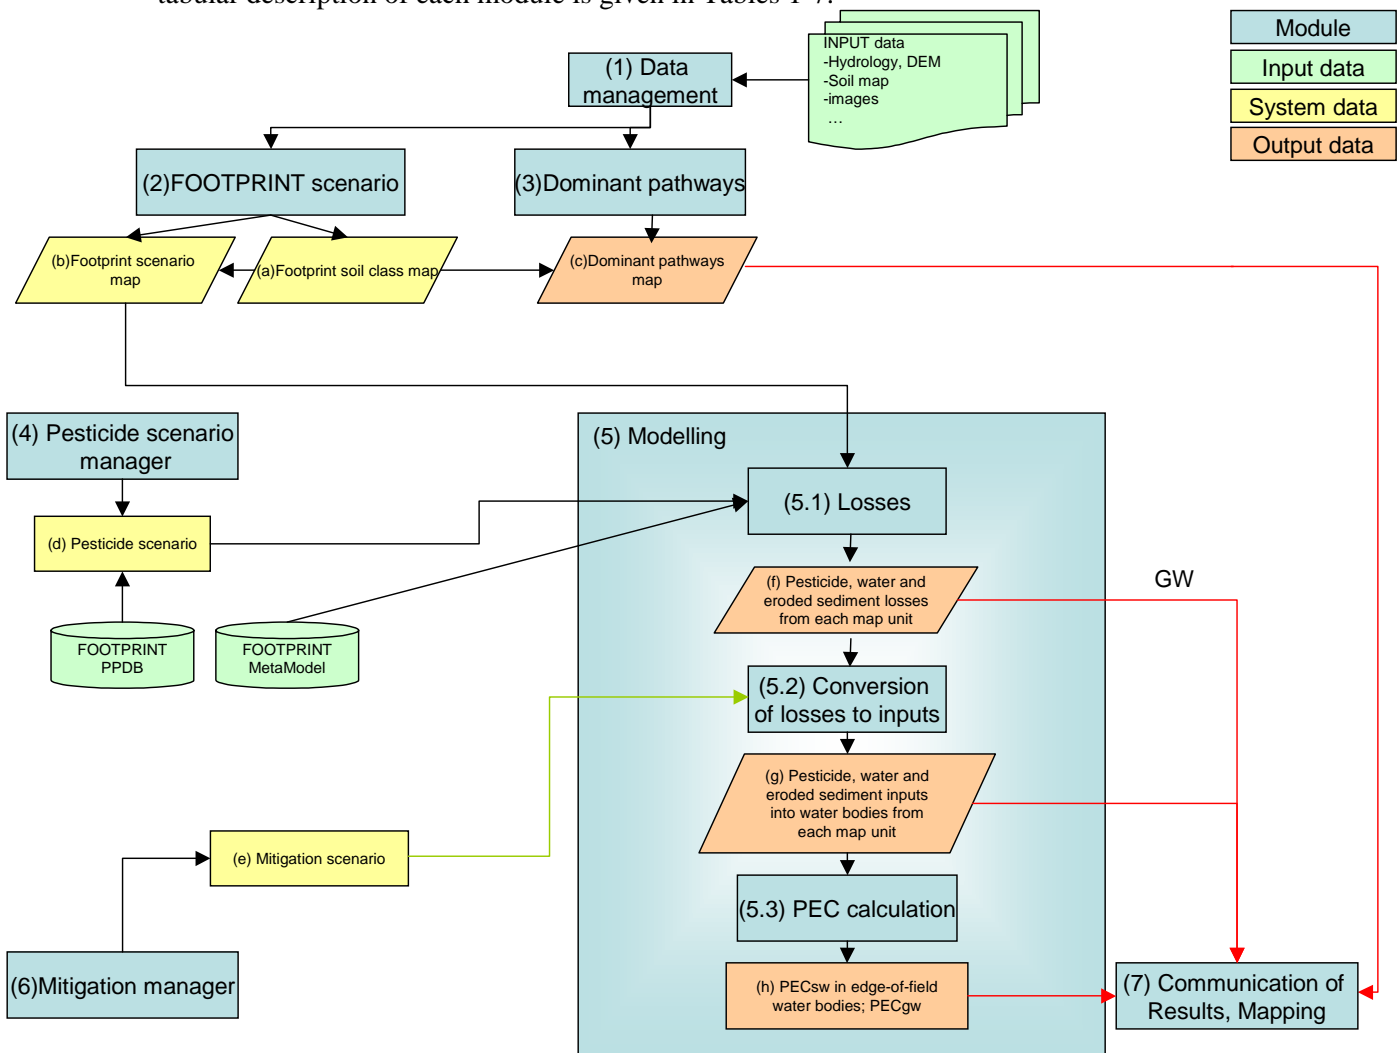 tabular description of each module is given in Tables 1-7.
Module
Input data
System data
Output data
INPUT data
-Hydrology, DEM
-Soil map
-images
...
(1) Data
management
(2)FOOTPRINT scenario
(3)Dominant pathways
(b)Footprint scenario
map
(a)Footprint soil class map
(c)Dominant pathways
map
(4) Pesticide scenario
manager
(d) Pesticide scenario
FOOTPRINT
PPDB
FOOTPRINT
MetaModel
(5) Modelling
(5.1) Losses
(f) Pesticide, water and
eroded sediment losses
from each map unit
GW
(5.2) Conversion
of losses to inputs
(g) Pesticide, water and
eroded sediment inputs
into water bodies from
each map unit
(e) Mitigation scenario
(5.3) PEC calculation
(6)Mitigation manager
(h) PECsw in edge-of-field
water bodies; PECgw
(7) Communication of
Results, Mapping